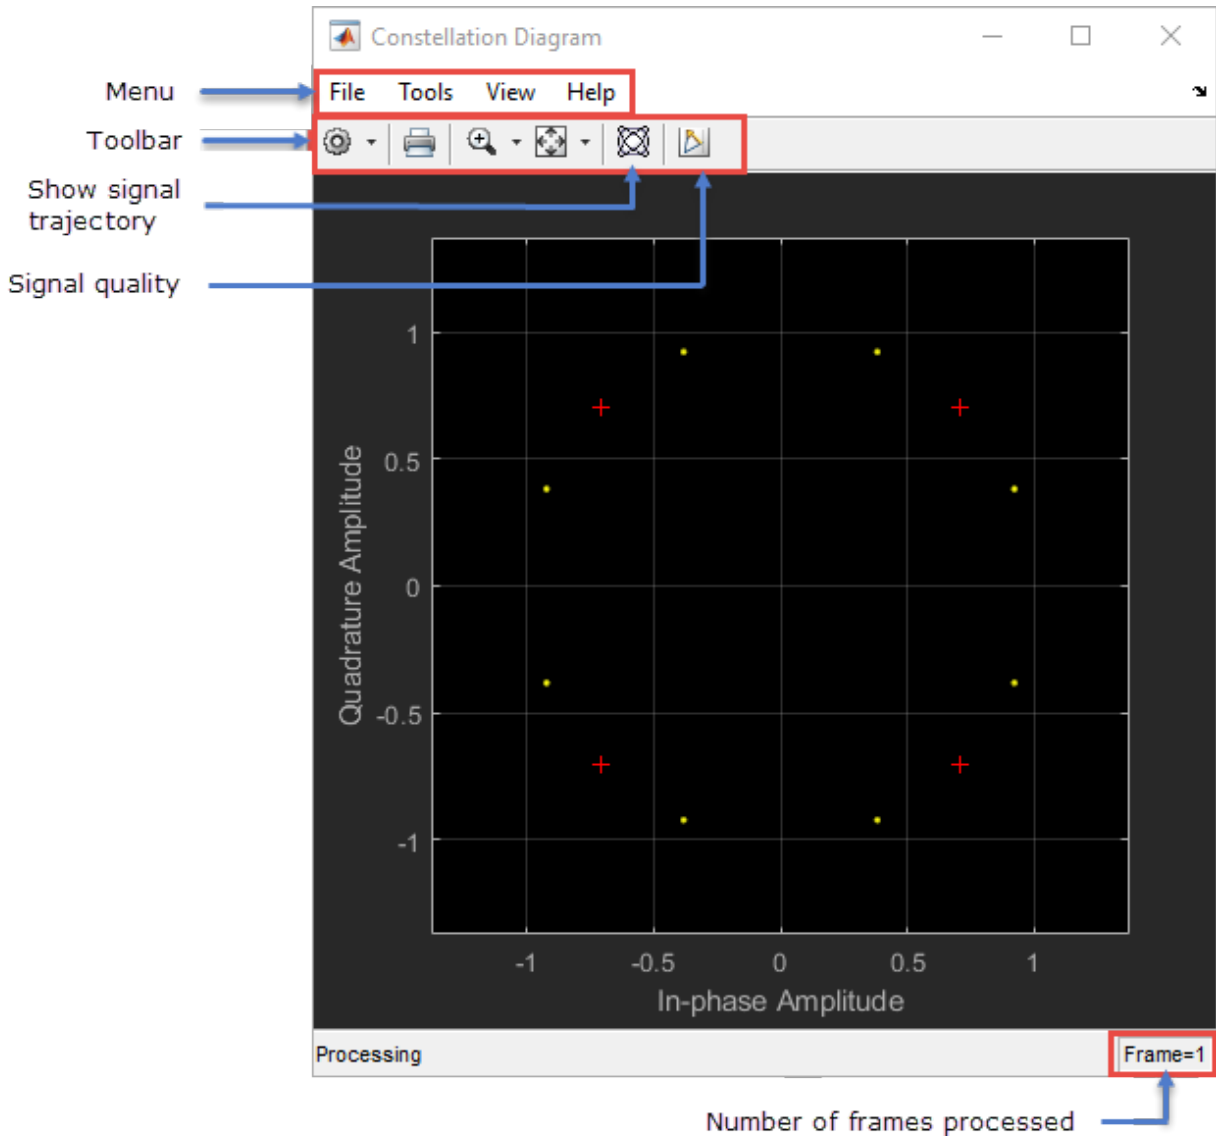 Constellation Diagram
Menu
File Tools View Help
Toolbar
Show signal
trajectory
Signal quality
1
0.5
0
-0.5
-1
Quadrature Amplitude
-1 -0.5 0 0.5 1
In-phase Amplitude
Processing
Frame=1
Number of frames processed